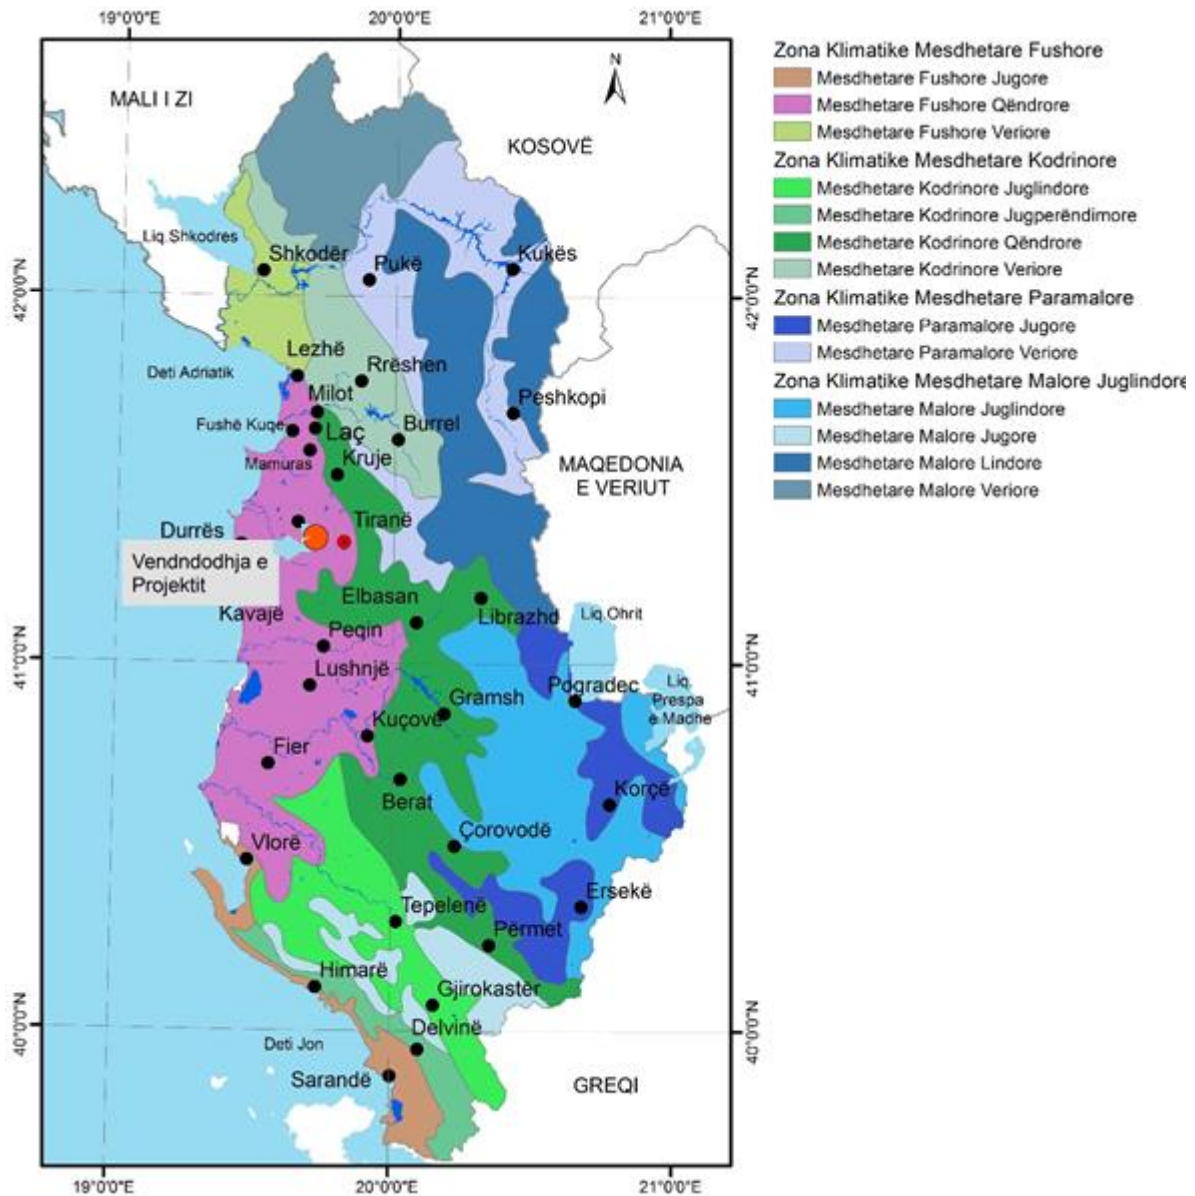 19°0'0"E
20°0'0"E
21°0'0"E
N
MALI I ZI
KOSOVË
42°0'0"N
42°0'0"N
Liq.Shkodres
Shkodër
Pukë
Kukës
Lezhë
Deti Adriatik
Rrëshen
Milot
Peshkopi
Fushë Kuqe
Laç
Burrel
Mamuras
Kruje
MAQEDONIA
E VERIUT
Durrës
Tiranë
Vendndodhja e
Projektit
Elbasan
Librazhd
Liq.Ohrit
Kavajë
Peqin
41°0'0"N
41°0'0"N
Lushnjë
Pogradec
Liq.
Prespa
e Madhe
Gramsh
Kuçovë
Fier
Korçë
Berat
Çorovodë
Vlorë
Ersekë
Tepelenë
Përmet
Himarë
Gjirokastër
40°0'0"N
40°0'0"N
Delvinë
Deti Jon
Sarandë
GREQI
19°0'0"E
20°0'0"E
21°0'0"E
Zona Klimatike Mesdhetare Fushore
Mesdhetare Fushore Jugore
Mesdhetare Fushore Qëndrore
Mesdhetare Fushore Veriore
Zona Klimatike Mesdhetare Kodrinore
Mesdhetare Kodrinore Juglindore
Mesdhetare Kodrinore Jugperëndimore
Mesdhetare Kodrinore Qëndrore
Mesdhetare Kodrinore Veriore
Zona Klimatike Mesdhetare Paramalore
Mesdhetare Paramalore Jugore
Mesdhetare Paramalore Veriore
Zona Klimatike Mesdhetare Malore Juglindore
Mesdhetare Malore Juglindore
Mesdhetare Malore Jugore
Mesdhetare Malore Lindore
Mesdhetare Malore Veriore